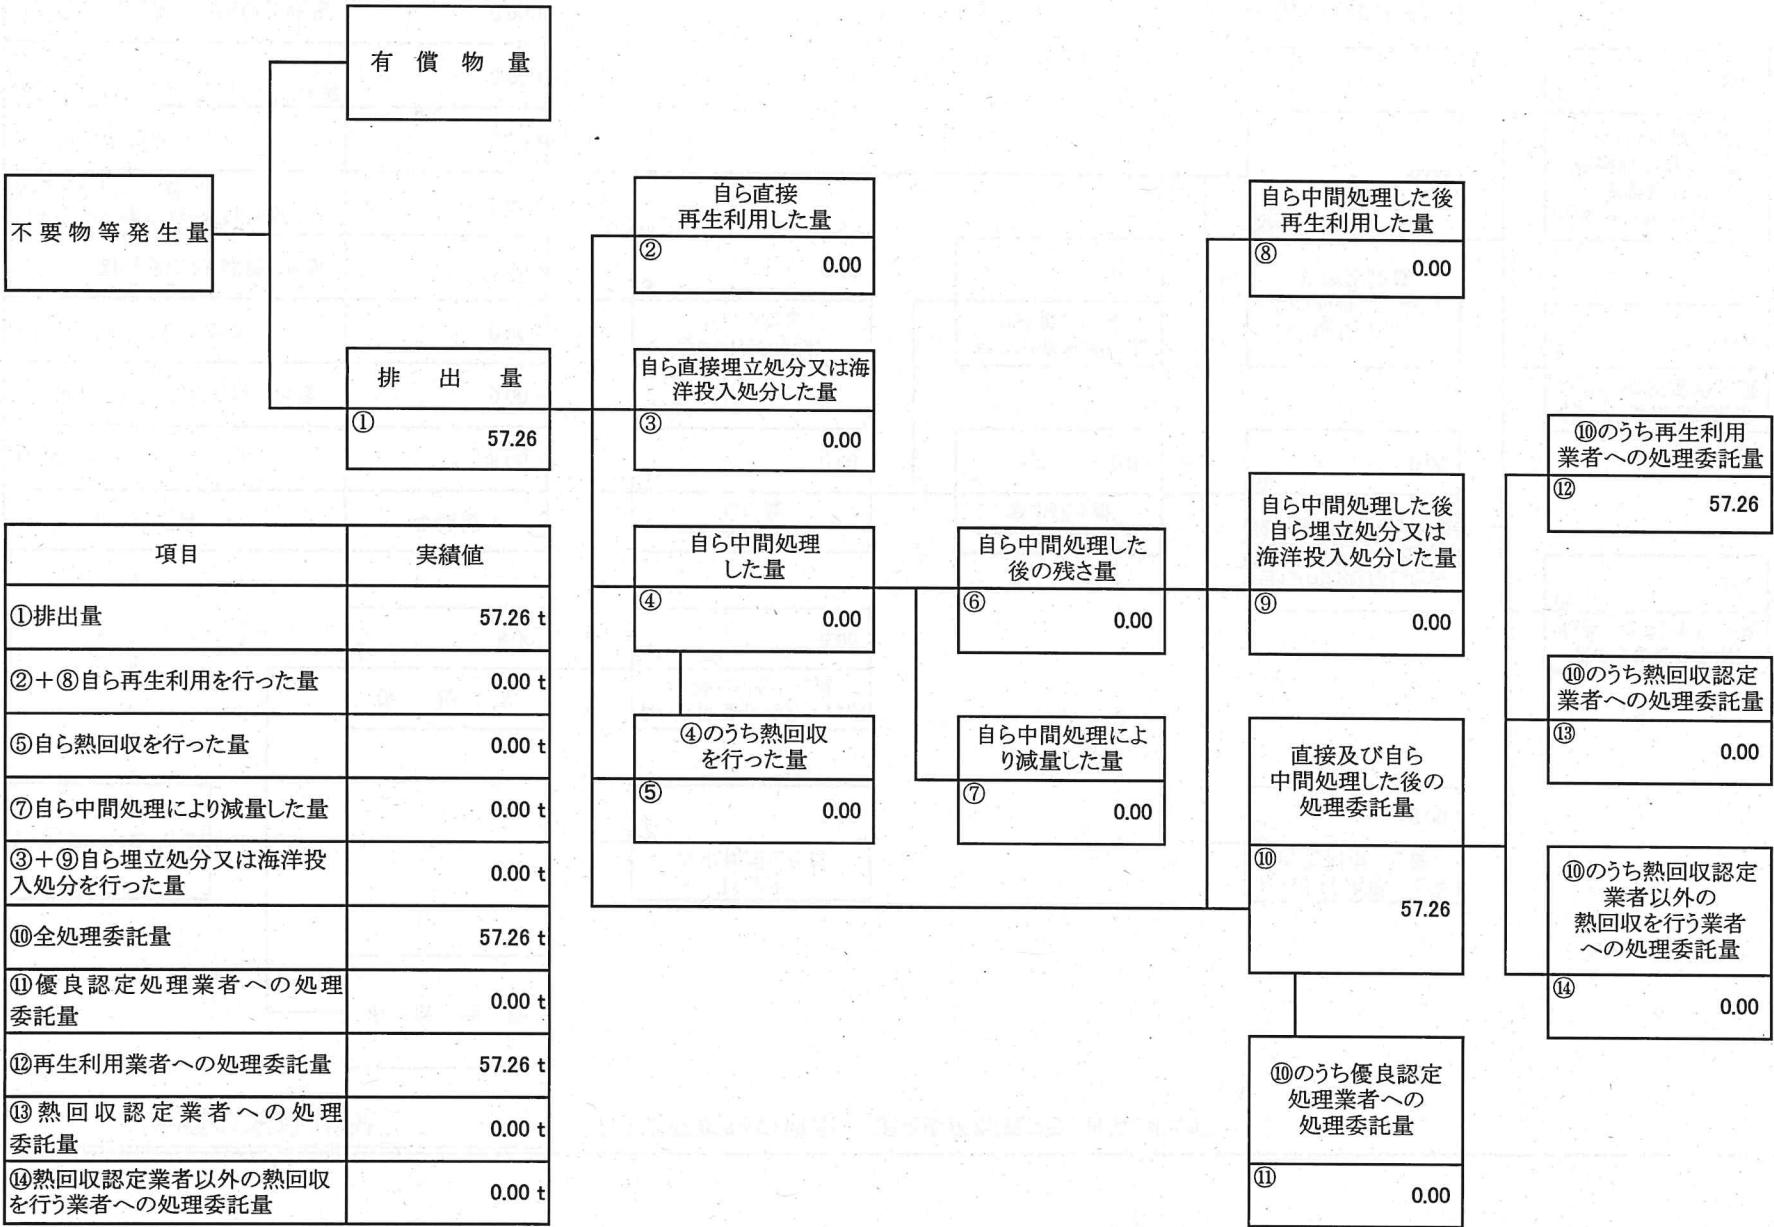 有償物量
不要物等発生量
排出量
①
57.26
自ら直接
再生利用した量
②
0.00
自ら直接埋立処分又は海
洋投入処分した量
③
0.00
自ら中間処理
した量
④
0.00
④のうち熱回収
を行った量
⑤
0.00
自ら中間処理した
後の残さ量
⑥
0.00
自ら中間処理によ
り減量した量
⑦
0.00
自ら中間処理した後
再生利用した量
⑧
0.00
自ら中間処理した後
自ら埋立処分又は
海洋投入処分した量
⑨
0.00
直接及び自ら
中間処理した後の
処理委託量
⑩
57.26
⑩のうち優良認定
処理業者への
処理委託量
⑪
0.00
⑩のうち再生利用
業者への処理委託量
⑫
57.26
⑩のうち熱回収認定
業者への処理委託量
⑬
0.00
⑩のうち熱回収認定
業者以外の
熱回収を行う業者
への処理委託量
⑭
0.00
項目 実績値
①排出量 57.26 t
②+⑧自ら再生利用を行った量 0.00 t
⑤自ら熱回収を行った量 0.00 t
⑦自ら中間処理により減量した量 0.00 t
③+⑨自ら埋立処分又は海洋投
入処分を行った量 0.00 t
⑩全処理委託量 57.26 t
⑪優良認定処理業者への処理
委託量 0.00 t
⑫再生利用業者への処理委託量 57.26 t
⑬熱回収認定業者への処理
委託量 0.00 t
⑭熱回収認定業者以外の熱回収
を行う業者への処理委託量 0.00 t